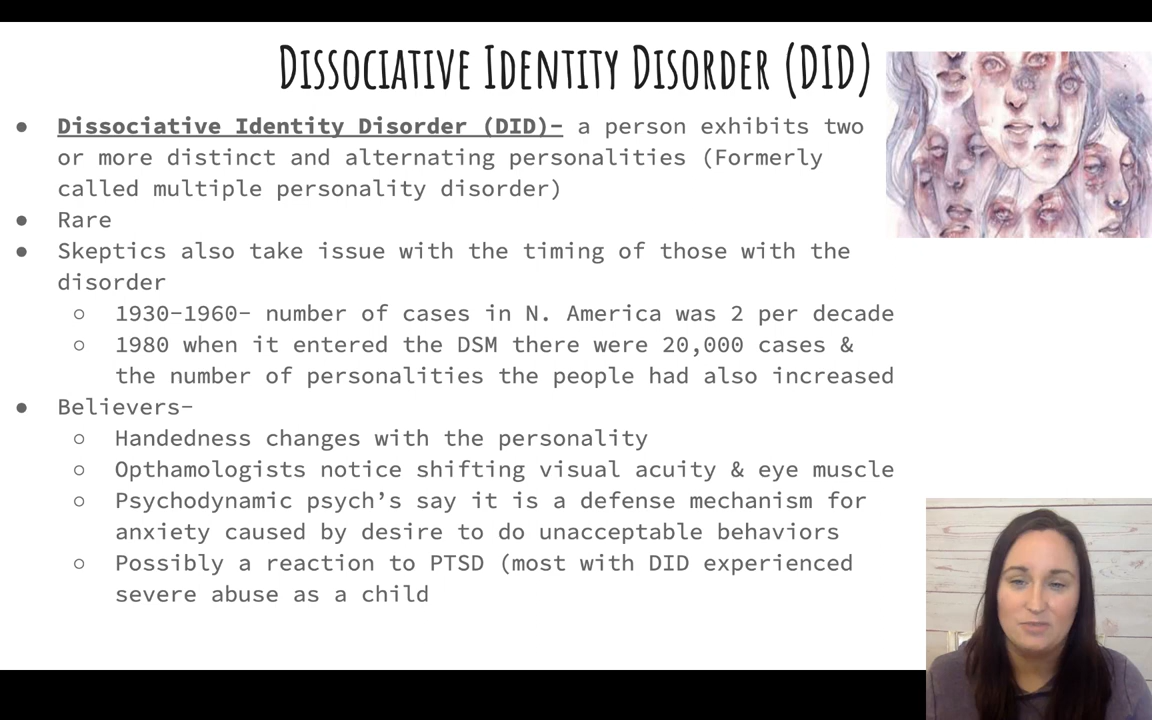 Dissociative Identity Disorder (DID)
● Dissociative Identity Disorder (DID)- a person exhibits two
or more distinct and alternating personalities (Formerly
called multiple personality disorder)
● Rare
● Skeptics also take issue with the timing of those with the
disorder
○ 1930-1960- number of cases in N. America was 2 per decade
○ 1980 when it entered the DSM there were 20,000 cases &
the number of personalities the people had also increased
● Believers-
○ Handedness changes with the personality
○ Opthamologists notice shifting visual acuity & eye muscle
○ Psychodynamic psych’s say it is a defense mechanism for
anxiety caused by desire to do unacceptable behaviors
○ Possibly a reaction to PTSD (most with DID experienced
severe abuse as a child